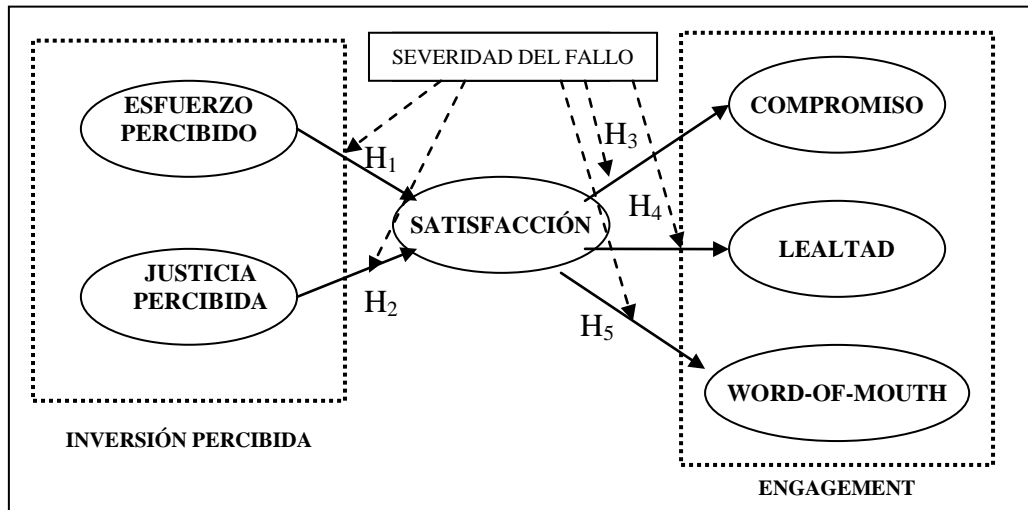 SEVERIDAD DEL FALLO
ESFUERZO
PERCIBIDO
COMPROMISO
H3
H1
H4
SATISFACCIÓN
LEALTAD
JUSTICIA
PERCIBIDA
H2
H5
WORD-OF-MOUTH
INVERSIÓN PERCIBIDA
ENGAGEMENT